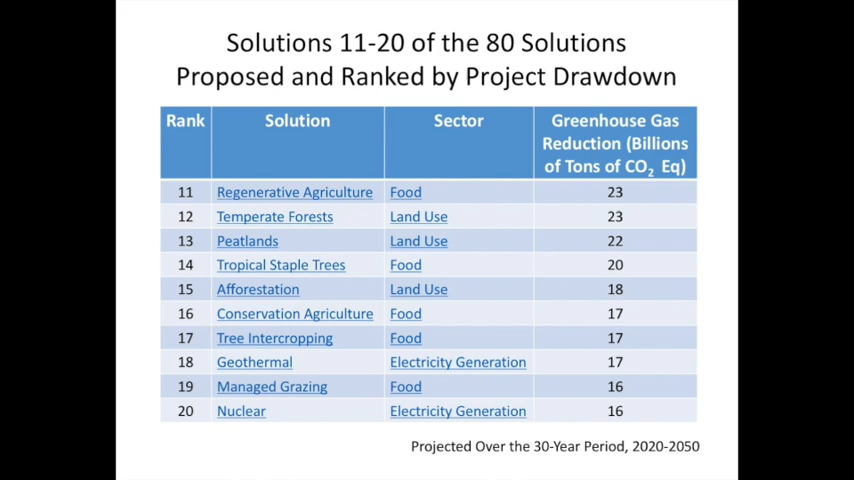 Solutions 11-20 of the 80 Solutions
Proposed and Ranked by Project Drawdown
Rank Solution Sector Greenhouse Gas
Reduction (Billions
of Tons of CO2 Eq)
11 Regenerative Agriculture Food 23
12 Temperate Forests Land Use 23
13 Peatlands Land Use 22
14 Tropical Staple Trees Food 20
15 Afforestation Land Use 18
16 Conservation Agriculture Food 17
17 Tree Intercropping Food 17
18 Geothermal Electricity Generation 17
19 Managed Grazing Food 16
20 Nuclear Electricity Generation 16
Projected Over the 30-Year Period, 2020-2050